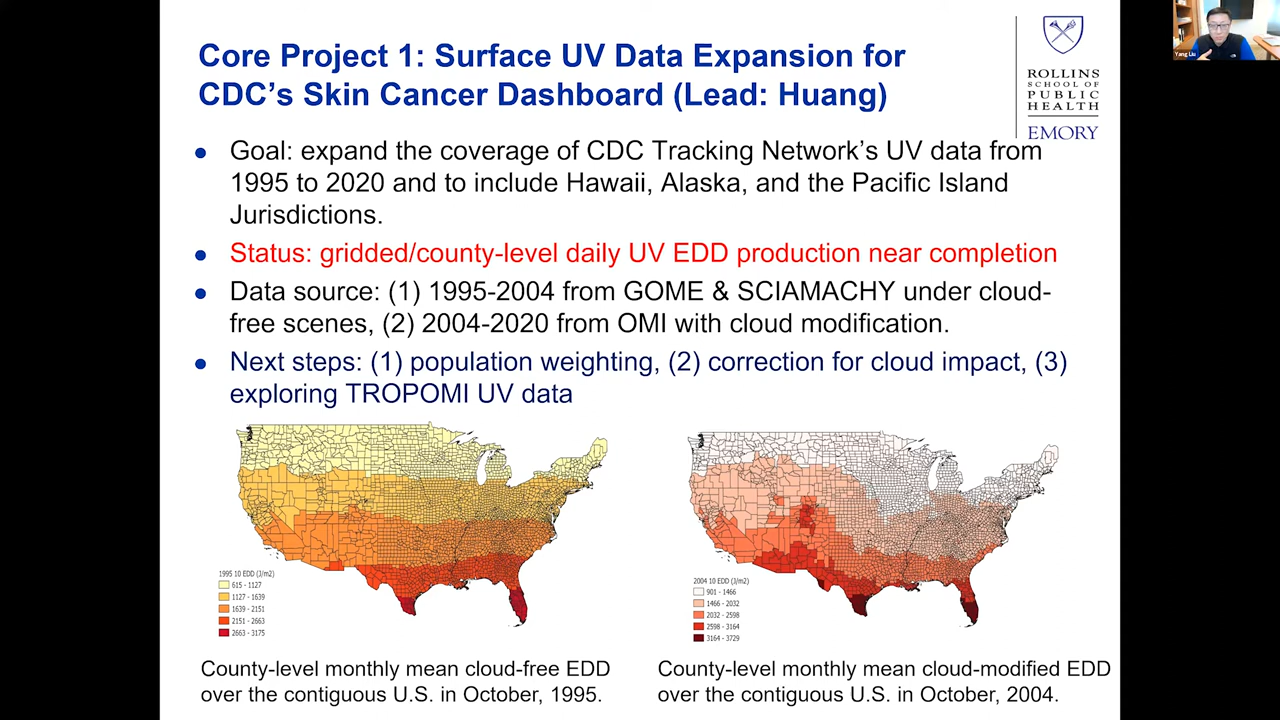 Core Project 1: Surface UV Data Expansion for
CDC's Skin Cancer Dashboard (Lead: Huang)
ROLLINS
SCHOOL OF
PUBLIC
HEALTH
EMORY
Yang Liu
• Goal: expand the coverage of CDC Tracking Network's UV data from
1995 to 2020 and to include Hawaii, Alaska, and the Pacific Island
Jurisdictions.
• Status: gridded/county-level daily UV EDD production near completion
• Data source: (1) 1995-2004 from GOME & SCIAMACHY under cloud-
free scenes, (2) 2004-2020 from OMI with cloud modification.
• Next steps: (1) population weighting, (2) correction for cloud impact, (3)
exploring TROPOMI UV data
1995 10 EDD (J/m2)
615 - 1127
1127 - 1639
1639 - 2151
2151 - 2663
2663 - 3175
County-level monthly mean cloud-free EDD
over the contiguous U.S. in October, 1995.
2004 10 EDD (J/m2)
901 - 1466
1466 - 2032
2032 - 2598
2598 - 3164
3164 - 3729
County-level monthly mean cloud-modified EDD
over the contiguous U.S. in October, 2004.